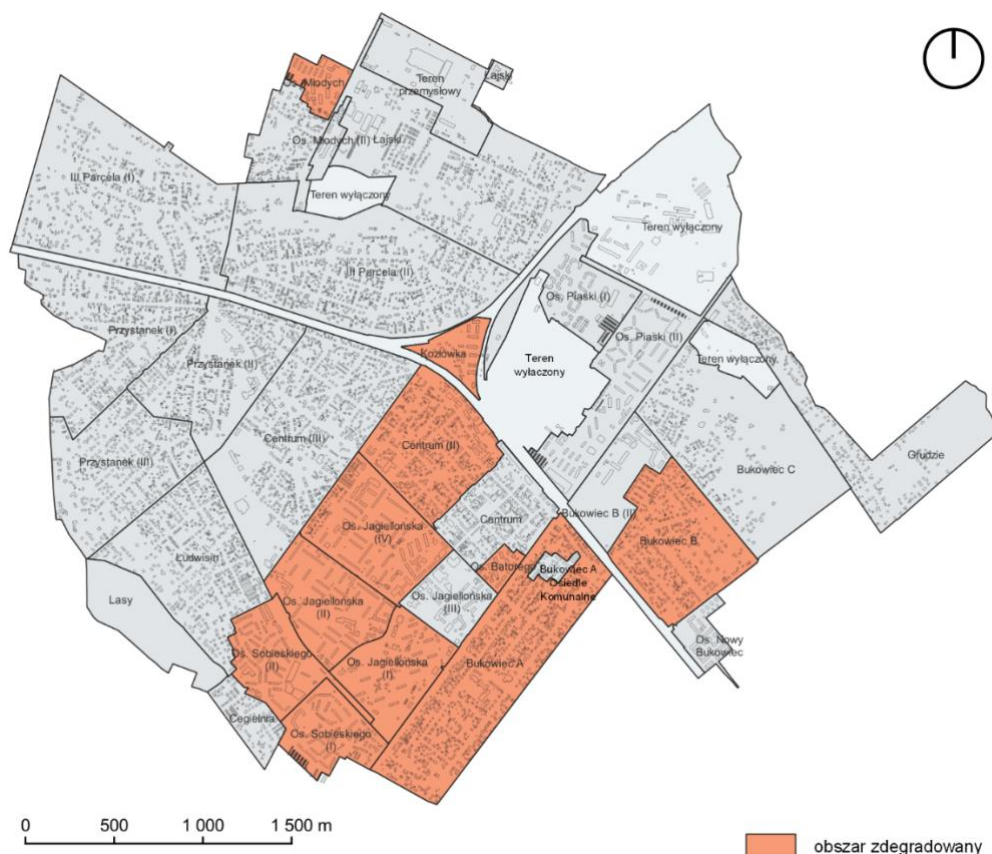 Os. Młodych
Teren
przemysłowy
Łajski
Os. Młodych (II)
Łajski
III Parcela (I)
Teren wyłączony
Teren wyłączony
III Parcela (II)
Os. Piaski (I)
Przystanek (I)
Os. Piaski (II)
Kozłówka
Teren
wyłaczony
Teren wyłączony
Przystanek (II)
Centrum (III)
Centrum (II)
Przystanek (III)
Bukowiec C
Grudzie
Centrum
Bukowiec B (II)
Os. Jagiellońska
(IV)
Bukowiec B
Ludwisin
Os. Batorego
Bukowiec A
Osiedle
Komunalne
Lasy
Os. Jagiellońska
(II)
Os. Jagiellońska
(III)
Os. Nowy
Bukowiec
Os. Sobieskiego
(II)
Os. Jagiellońska
(I)
Bukowiec A
Cegielnia
Os. Sobieskiego
(I)
0 500 1 000 1 500 m
obszar zdegradowany